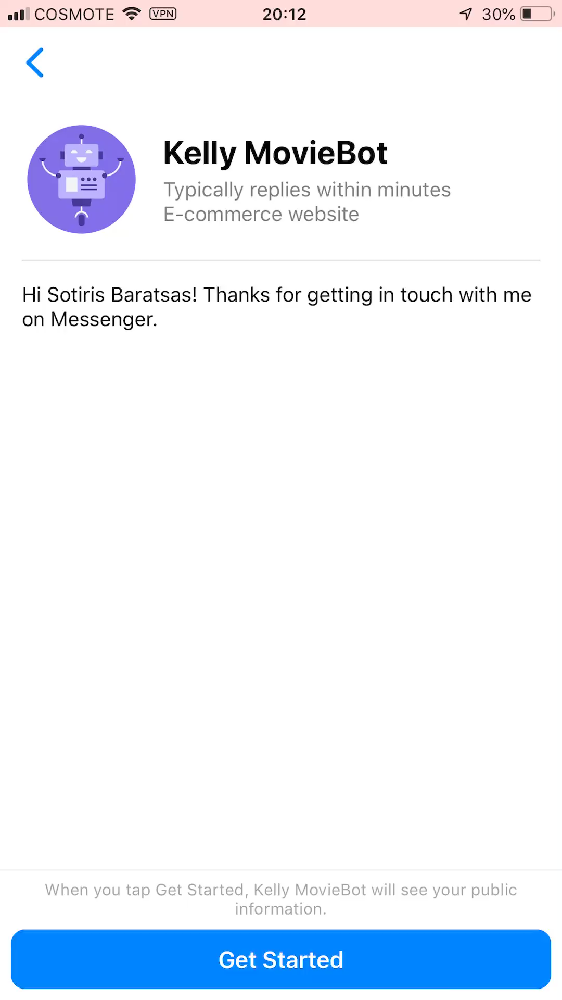 COSMOTE VPN 20:12 30%
Kelly MovieBot
Typically replies within minutes
E-commerce website
Hi Sotiris Baratsas! Thanks for getting in touch with me
on Messenger.
When you tap Get Started, Kelly MovieBot will see your public
information.
Get Started